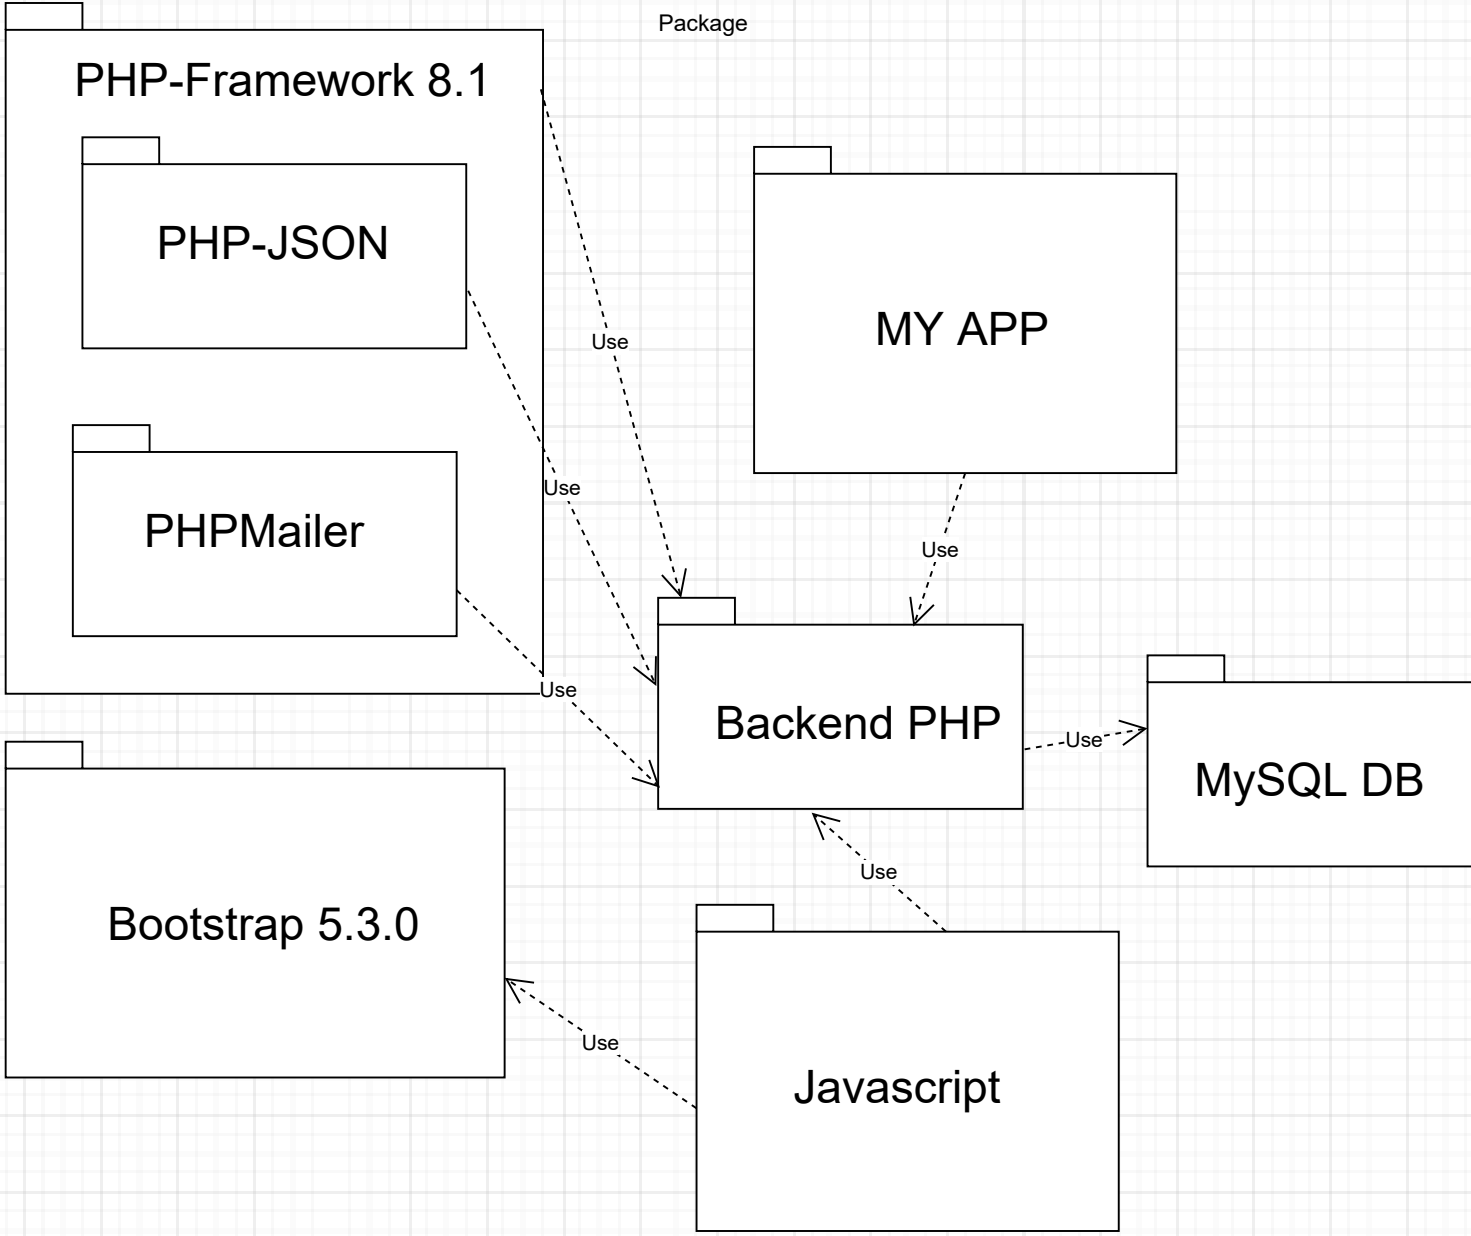 Package
PHP-Framework 8.1
PHP-JSON
MY APP
Use
Use
PHPMailer
Use
Use
Backend PHP
Use
MySQL DB
Use
Bootstrap 5.3.0
Use
Javascript